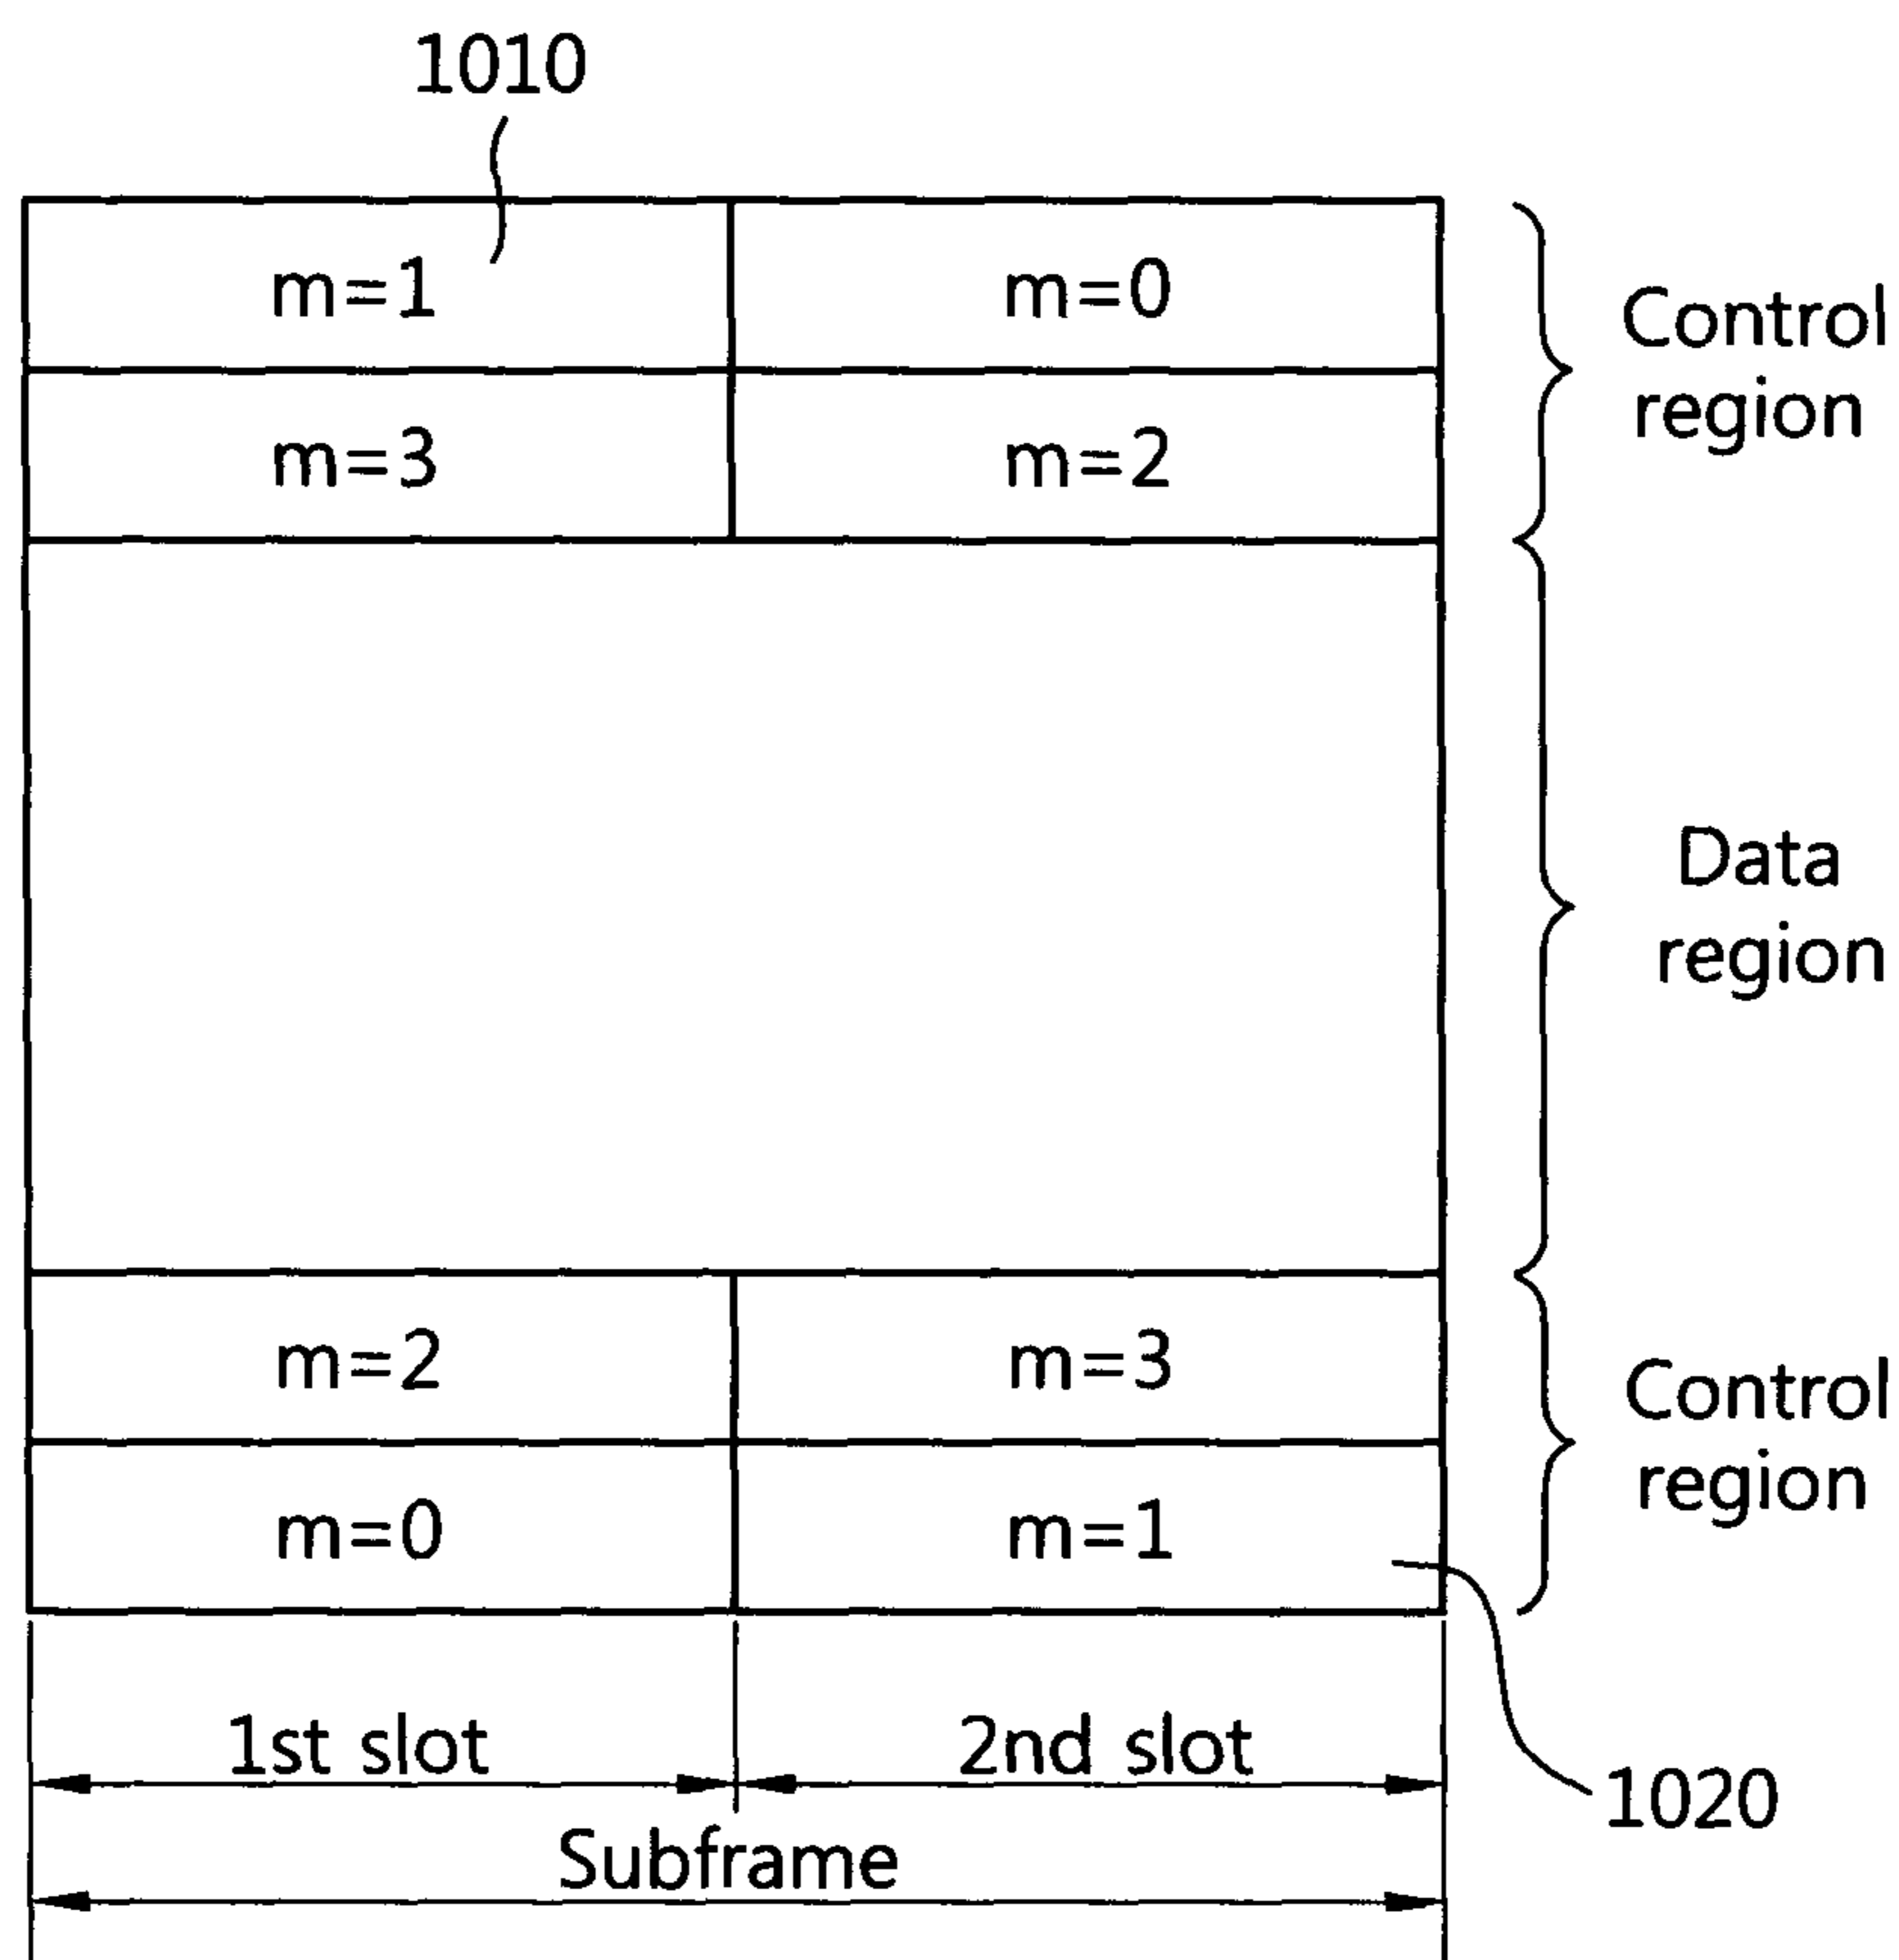 1010
m=1
m=0
Control
region
m=3
m=2
Data
region
m=2
m=3
Control
region
m=0
m=1
1st slot
2nd slot
1020
Subframe